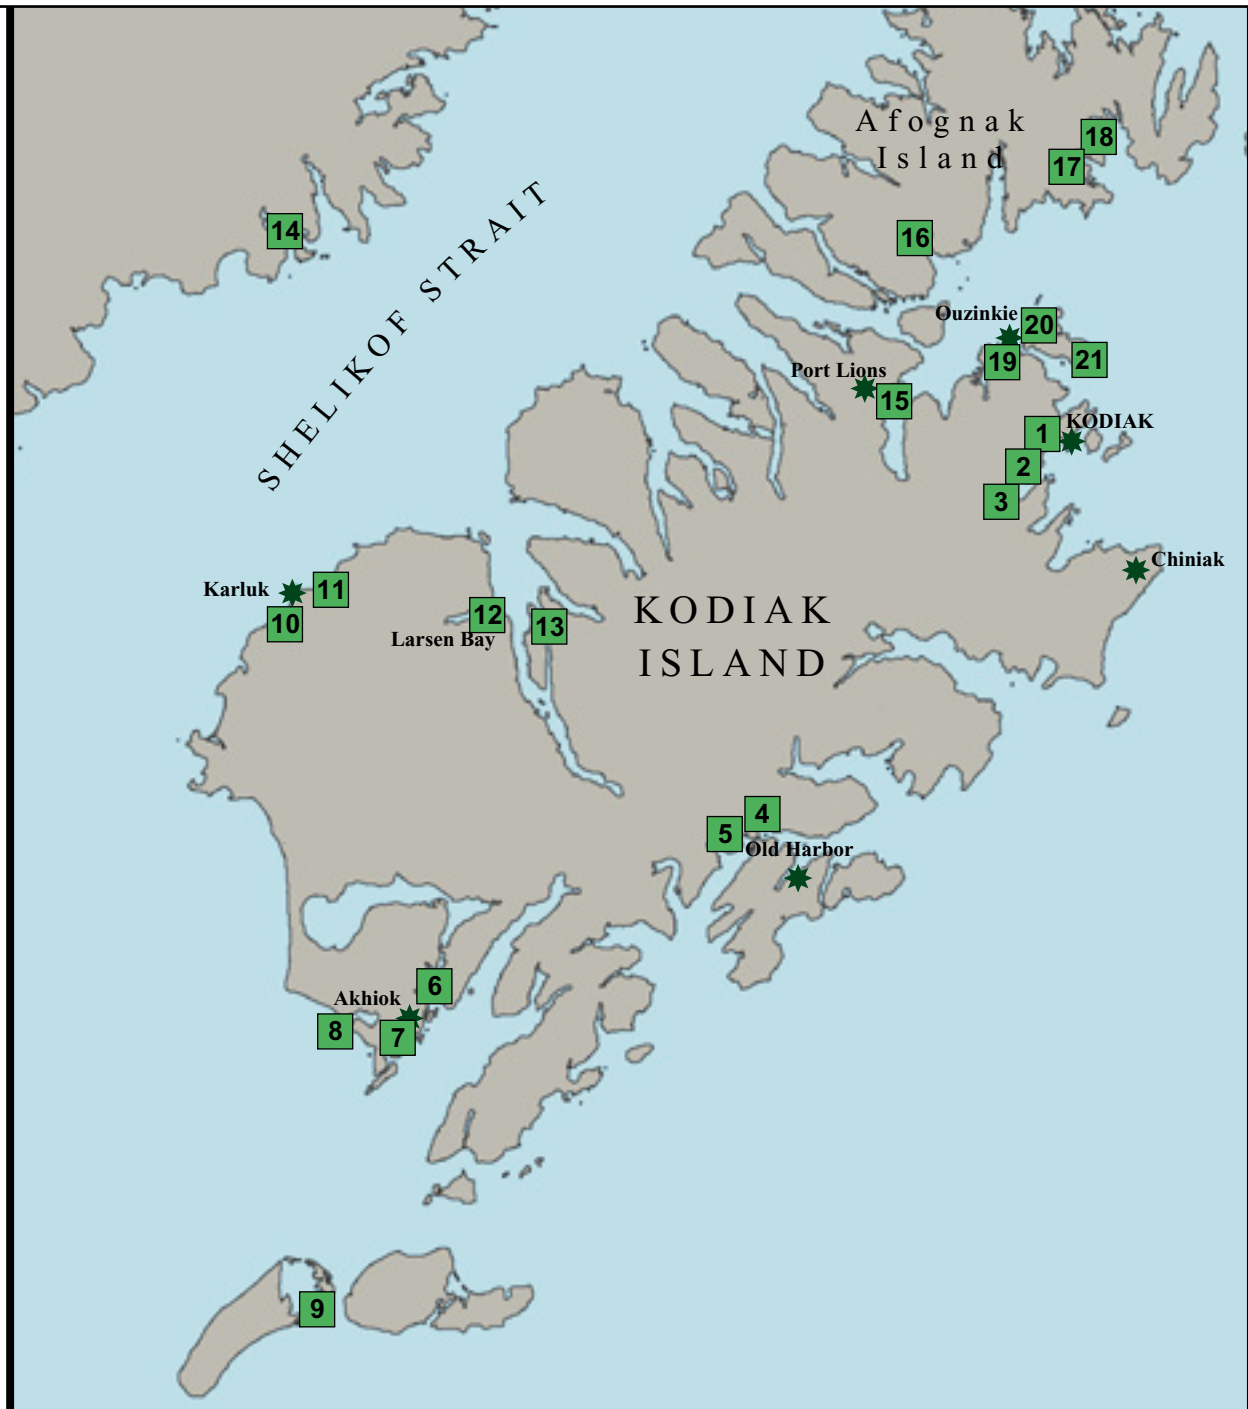 Afognak
Island
18
17
14
16
SHELIKOF STRAIT
Ouzinkie
20
19
21
Port Lions
15
1
KODIAK
2
3
Chiniak
Karluk
11
10
12
13
Larsen Bay
KODIAK
ISLAND
4
5
Old Harbor
6
Akhiok
8
7
9